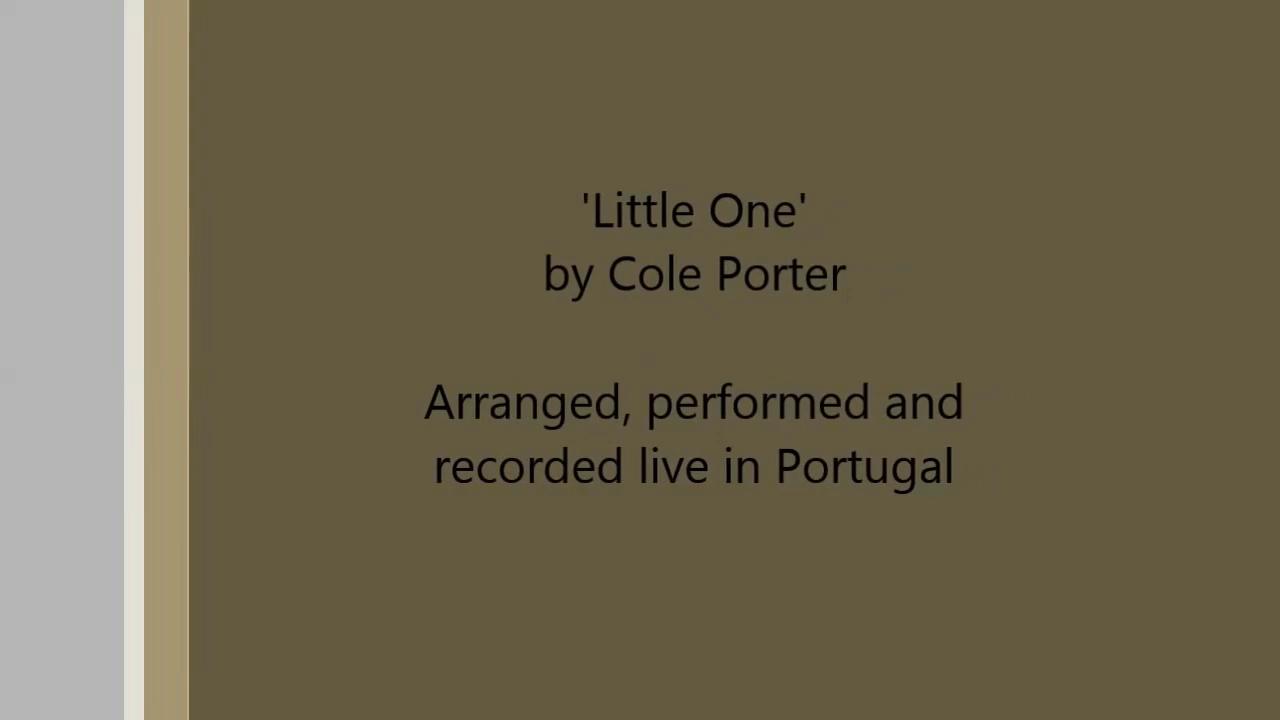 'Little One'
by Cole Porter
Arranged, performed and
recorded live in Portugal